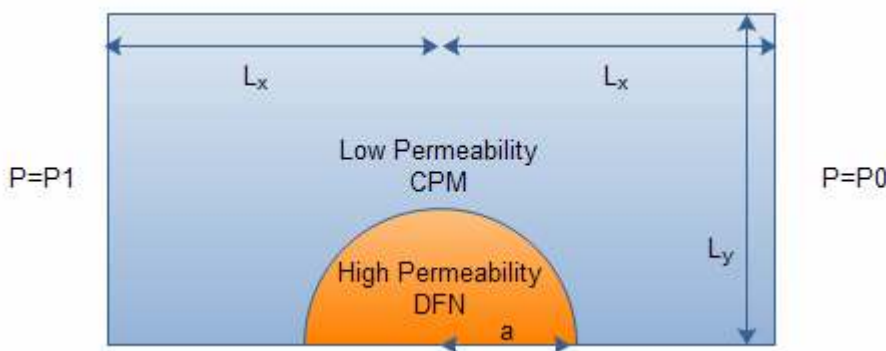 Lx
Lx
Low Permeability
CPM
P=P1
P=P0
Ly
High Permeability
DFN
a